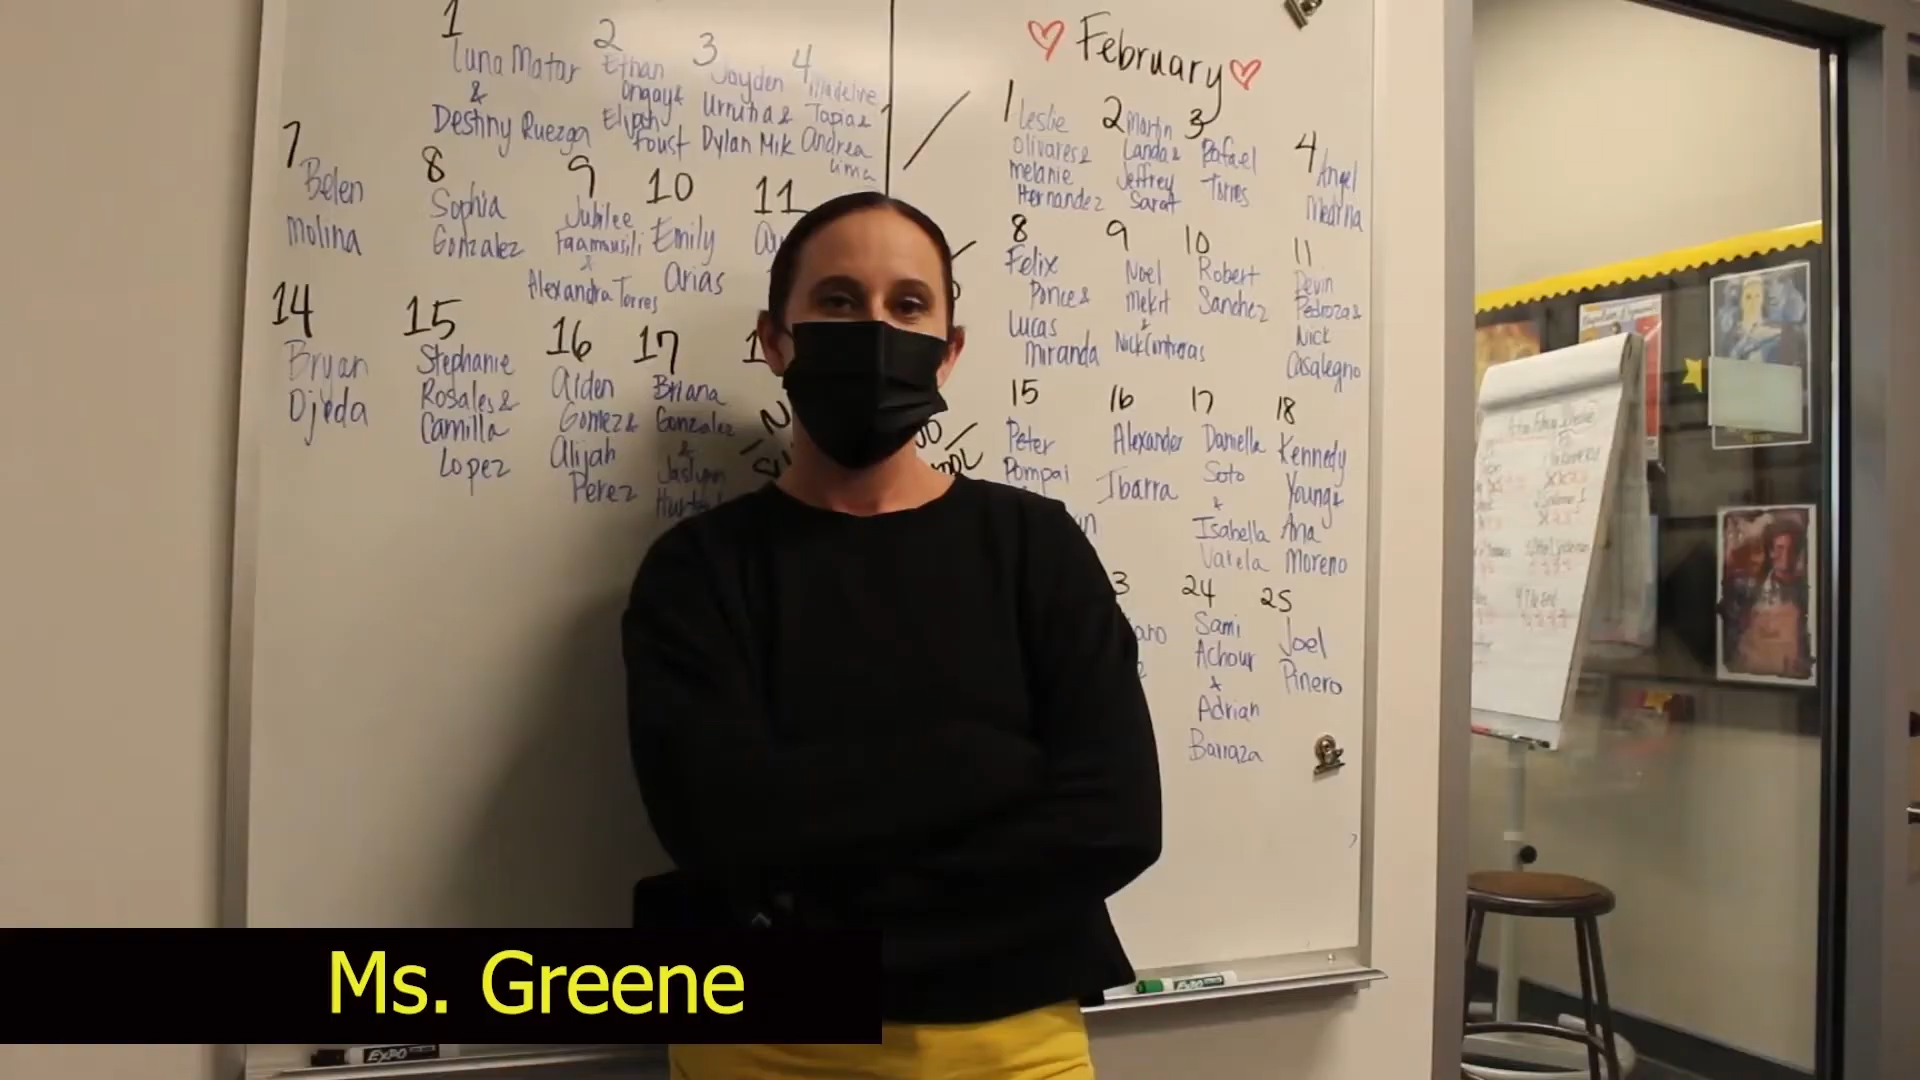 1
Luna Matar
&
Destiny Ruezga
2
Ethan
Ongay &
Elijah
Foust
3
Jayden
Urrutia &
Dylan Mik
4
Madeline
Tapia &
Andrea
Lima
7
Belen
Molina
8
Sophia
Gonzalez
9
Jubilee
Faamusili
&
Alexandra Torres
10
Emily
Arias
11
14
Bryan
Ojeda
15
Stephanie
Rosales &
Camilla
Lopez
16
Aiden
Gomez &
Alijah
Perez
17
Briana
Gonzalez
&
Jaslynn
February
1
Leslie
Olivares &
Melanie
Hernandez
2
Martin
Landa &
Jeffrey
Sarat
3
Rafael
Torres
4
Angel
Medina
8
Felix
Ponce &
Lucas
Miranda
9
Noel
Mekit
&
Nick Contreras
10
Robert
Sanchez
11
Devin
Pedroza &
Nick
Casalegno
15
Peter
Pompai
16
Alexander
Ibarra
17
Daniella
Soto
&
Isabella
Varela
18
Kennedy
Young &
Ana
Moreno
24
Sami
Achour
&
Adrian
Barraza
25
Joel
Pinero
EXPO
EXPO
Ms. Greene